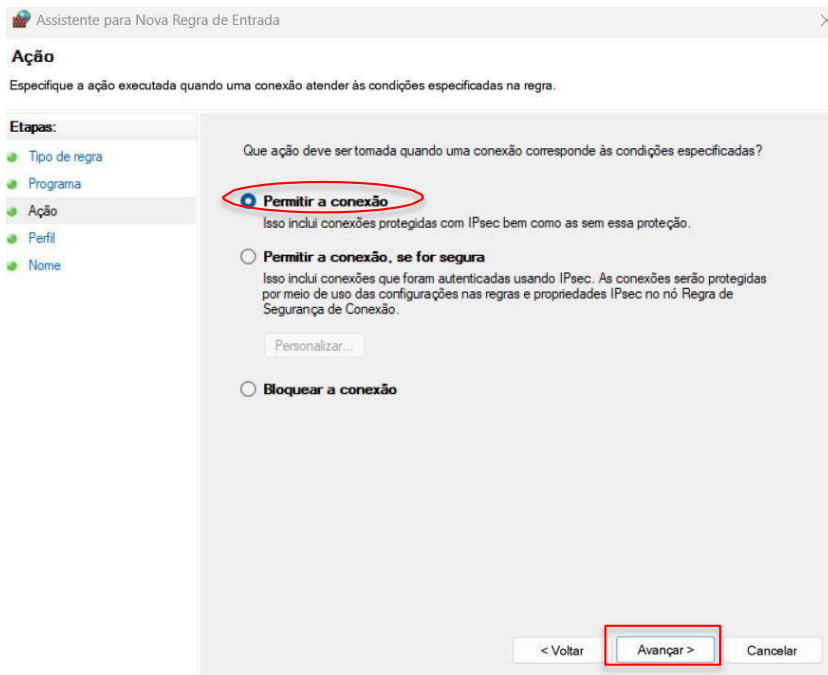 Assistente para Nova Regra de Entrada
Ação
Especifique a ação executada quando uma conexão atender às condições especificadas na regra.
Etapas:
Tipo de regra
Programa
Ação
Perfil
Nome
Que ação deve ser tomada quando uma conexão corresponde às condições especificadas?
Permitir a conexão
Isso inclui conexões protegidas com IPsec bem como as sem essa proteção.
Permitir a conexão, se for segura
Isso inclui conexões que foram autenticadas usando IPsec. As conexões serão protegidas
por meio de uso das configurações nas regras e propriedades IPsec no nó Regra de
Segurança de Conexão.
Personalizar...
Bloquear a conexão
< Voltar
Avançar >
Cancelar